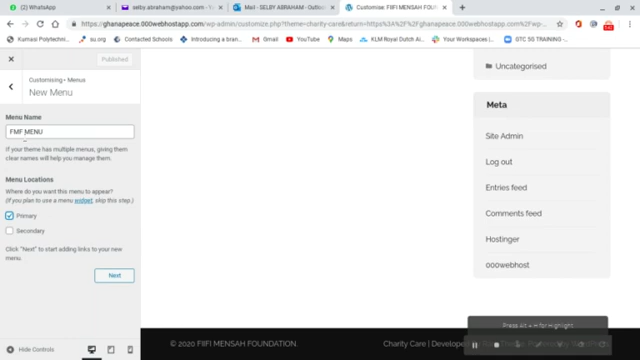 WhatsApp
selby.abraham@yahoo.com - Y
Mail - SELBY ABRAHAM - Outlo
Customise: FIIFI MENSAH FOUN
https://ghanapeace.000webhostapp.com/wp-admin/customize.php?theme=charity-care&return=https%3A%2F%2Fghanapeace.000webhostapp.com%2Fwp-...
Kumasi Polytechni...
isu.org
Contacted Schools
Introducing a bran...
Gmail
YouTube
Maps
KLM Royal Dutch Ai...
Your Workspaces |...
GTC 5G TRAINING -...
Published
Customising • Menus
New Menu
Menu Name
FMF MENU
If your theme has multiple menus, giving them
clear names will help you manage them.
Menu Locations
Where do you want this menu to appear?
(If you plan to use a menu widget, skip this step.)
Primary
Secondary
Click "Next" to start adding links to your new
menu.
Next
Hide Controls
Uncategorised
Meta
Site Admin
Log out
Entries feed
Comments feed
Hostinger
000webhost
Press Alt + H for Highlight
© 2020 FIIFI MENSAH FOUNDATION.
Charity Care | Develope